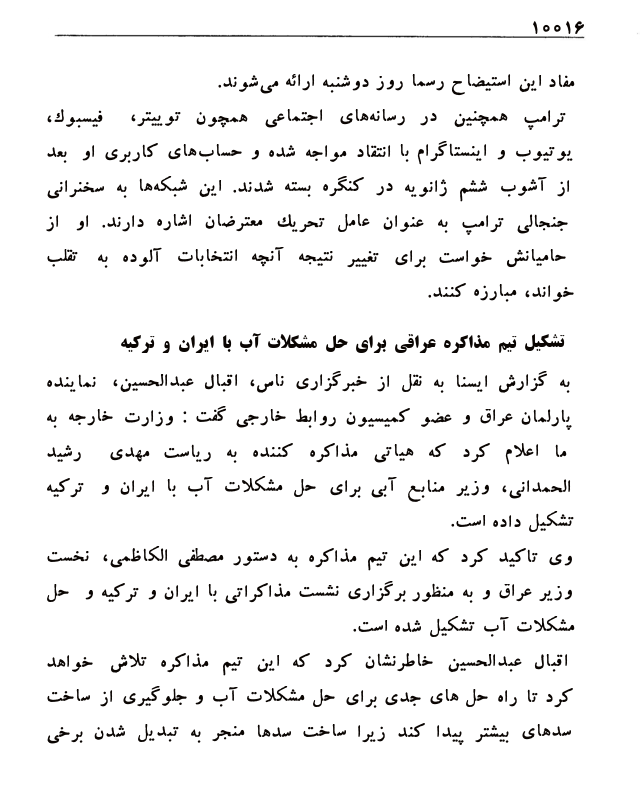 ۱۰۰۱۶
مفاد این استیضاح رسما روز دوشنبه ارائه می‌شوند.
ترامپ همچنین در رسانه‌های اجتماعی همچون توییتر، فیسبوك،
یوتیوب و اینستاگرام با انتقاد مواجه شده و حساب‌های کاربری او بعد
از آشوب ششم ژانویه در کنگره بسته شدند. این شبکه‌ها به سخنرانی
جنجالی ترامپ به عنوان عامل تحریك معترضان اشاره دارند. او از
حامیانش خواست برای تغییر نتیجه آنچه انتخابات آلوده به تقلب
خواند، مبارزه کنند.
تشکیل تیم مذاکره عراقی برای حل مشکلات آب با ایران و ترکیه
به گزارش ایسنا به نقل از خبرگزاری ناس، اقبال عبدالحسین، نماینده
پارلمان عراق و عضو کمیسیون روابط خارجی گفت : وزارت خارجه به
ما اعلام کرد که هیاتی مذاکره کننده به ریاست مهدی رشید
الحمدانی، وزیر منابع آبی برای حل مشکلات آب با ایران و ترکیه
تشکیل داده است.
وی تاکید کرد که این تیم مذاکره به دستور مصطفی الکاظمی، نخست
وزیر عراق و به منظور برگزاری نشست مذاکراتی با ایران و ترکیه و حل
مشکلات آب تشکیل شده است.
اقبال عبدالحسین خاطرنشان کرد که این تیم مذاکره تلاش خواهد
کرد تا راه حل های جدی برای حل مشکلات آب و جلوگیری از ساخت
سدهای بیشتر پیدا کند زیرا ساخت سدها منجر به تبدیل شدن برخی